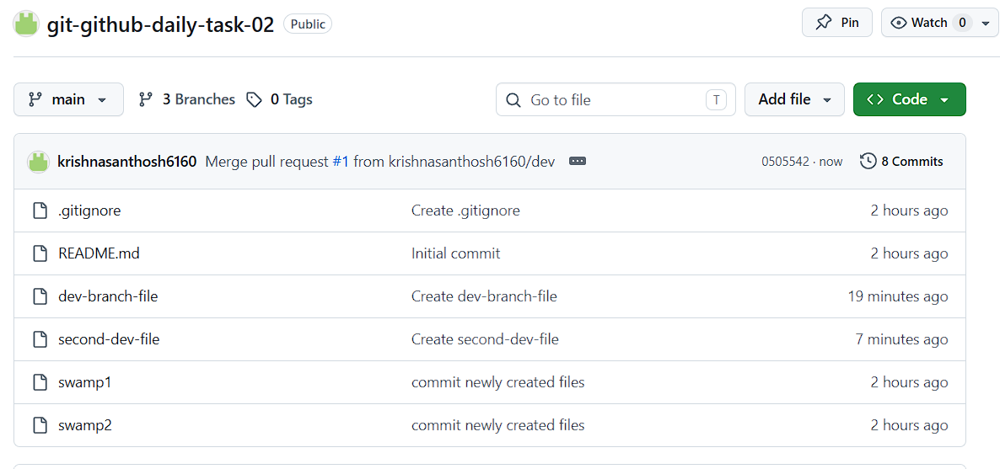 git-github-daily-task-02 Public Pin Watch 0
main 3 Branches 0 Tags Go to file T Add file Code
krishnasanthosh6160 Merge pull request #1 from krishnasanthosh6160/dev 0505542 · now 8 Commits
.gitignore Create .gitignore 2 hours ago
README.md Initial commit 2 hours ago
dev-branch-file Create dev-branch-file 19 minutes ago
second-dev-file Create second-dev-file 7 minutes ago
swamp1 commit newly created files 2 hours ago
swamp2 commit newly created files 2 hours ago